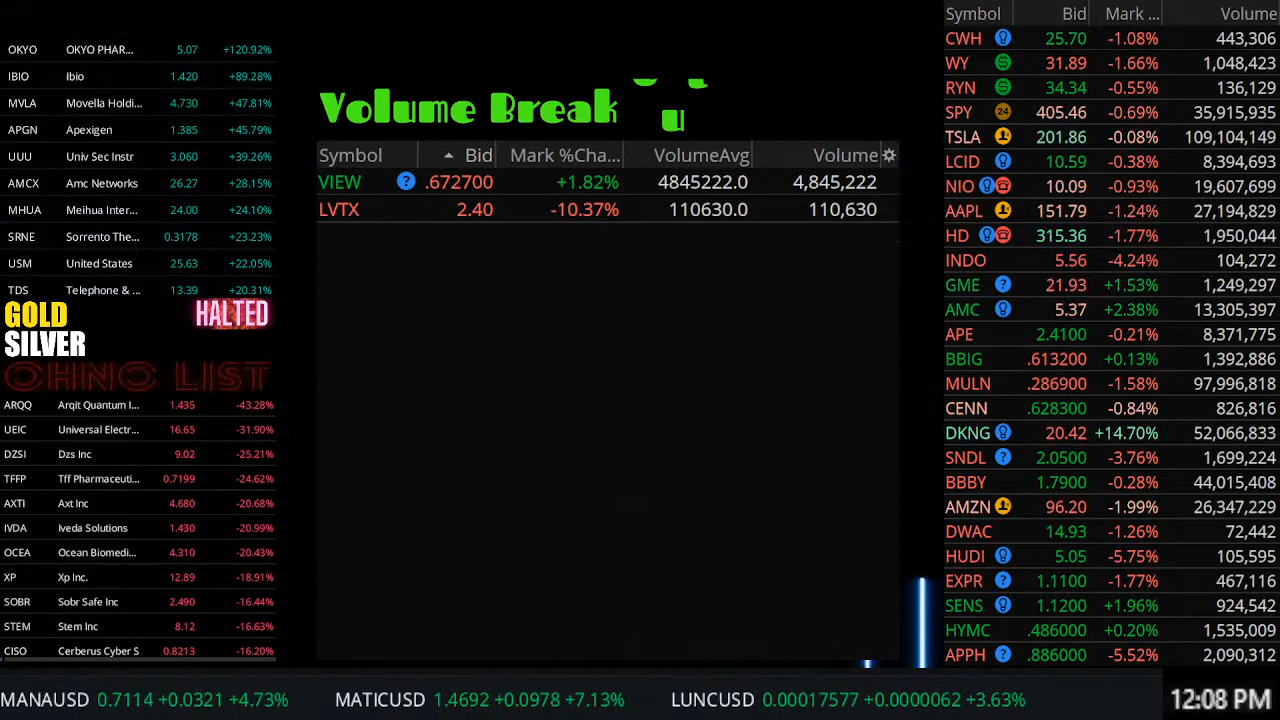 OKYO OKYO PHAR... 5.07 +120.92%
IBIO Ibio 1.420 +89.28%
MVLA Movella Holdi... 4.730 +47.81%
APGN Apexigen 1.385 +45.79%
UUU Univ Sec Instr 3.060 +39.26%
AMCX Amc Networks 26.27 +28.15%
MHUA Meihua Inter... 24.00 +24.10%
SRNE Sorrento The... 0.3178 +23.23%
USM United States 25.63 +22.05%
TDS Telephone & ... 13.39 +20.31%
GOLD HALTED
SILVER
OHNO LIST
ARQQ Arqit Quantum I... 1.435 -43.28%
UEIC Universal Electr... 16.65 -31.90%
DZSI Dzs Inc 9.02 -25.21%
TFFP Tff Pharmaceuti... 0.7199 -24.62%
AXTI Axt Inc 4.680 -20.68%
IVDA Iveda Solutions 1.430 -20.99%
OCEA Ocean Biomedi... 4.310 -20.43%
XP Xp Inc. 12.89 -18.91%
SOBR Sobr Safe Inc 2.490 -16.44%
STEM Stem Inc 8.12 -16.63%
CISO Cerberus Cyber S 0.8213 -16.20%
Volume Break
Symbol Bid Mark %Cha... VolumeAvg Volume
VIEW ? .672700 +1.82% 4845222.0 4,845,222
LVTX 2.40 -10.37% 110630.0 110,630
Symbol Bid Mark ... Volume
CWH 25.70 -1.08% 443,306
WY 31.89 -1.66% 1,048,423
RYN 34.34 -0.55% 136,129
SPY 24 405.46 -0.69% 35,915,935
TSLA 201.86 -0.08% 109,104,149
LCID 10.59 -0.38% 8,394,693
NIO 10.09 -0.93% 19,607,699
AAPL 151.79 -1.24% 27,194,829
HD 315.36 -1.77% 1,950,044
INDO 5.56 -4.24% 104,272
GME ? 21.93 +1.53% 1,249,297
AMC 5.37 +2.38% 13,305,397
APE 2.4100 -0.21% 8,371,775
BBIG .613200 +0.13% 1,392,886
MULN .286900 -1.58% 97,996,818
CENN .628300 -0.84% 826,816
DKNG 20.42 +14.70% 52,066,833
SNDL ? 2.0500 -3.76% 1,699,224
BBBY 1.7900 -0.28% 44,015,408
AMZN 96.20 -1.99% 26,347,229
DWAC 14.93 -1.26% 72,442
HUDI 5.05 -5.75% 105,595
EXPR ? 1.1100 -1.77% 467,116
SENS 1.1200 +1.96% 924,542
HYMC .486000 +0.20% 1,535,009
APPH ? .886000 -5.52% 2,090,312
MANAUSD 0.7114 +0.0321 +4.73% MATICUSD 1.4692 +0.0978 +7.13% LUNCUSD 0.00017577 +0.0000062 +3.63% 12:08 PM